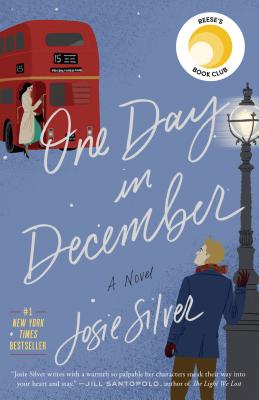 REESE'S
BOOK CLUB
15
15
One Day
in
December
A Novel
#1
NEW YORK
TIMES
BESTSELLER
Josie Silver
"Josie Silver writes with a warmth so palpable her characters sneak their way into
your heart and stay." —JILL SANTOPOLO, author of The Light We Lost